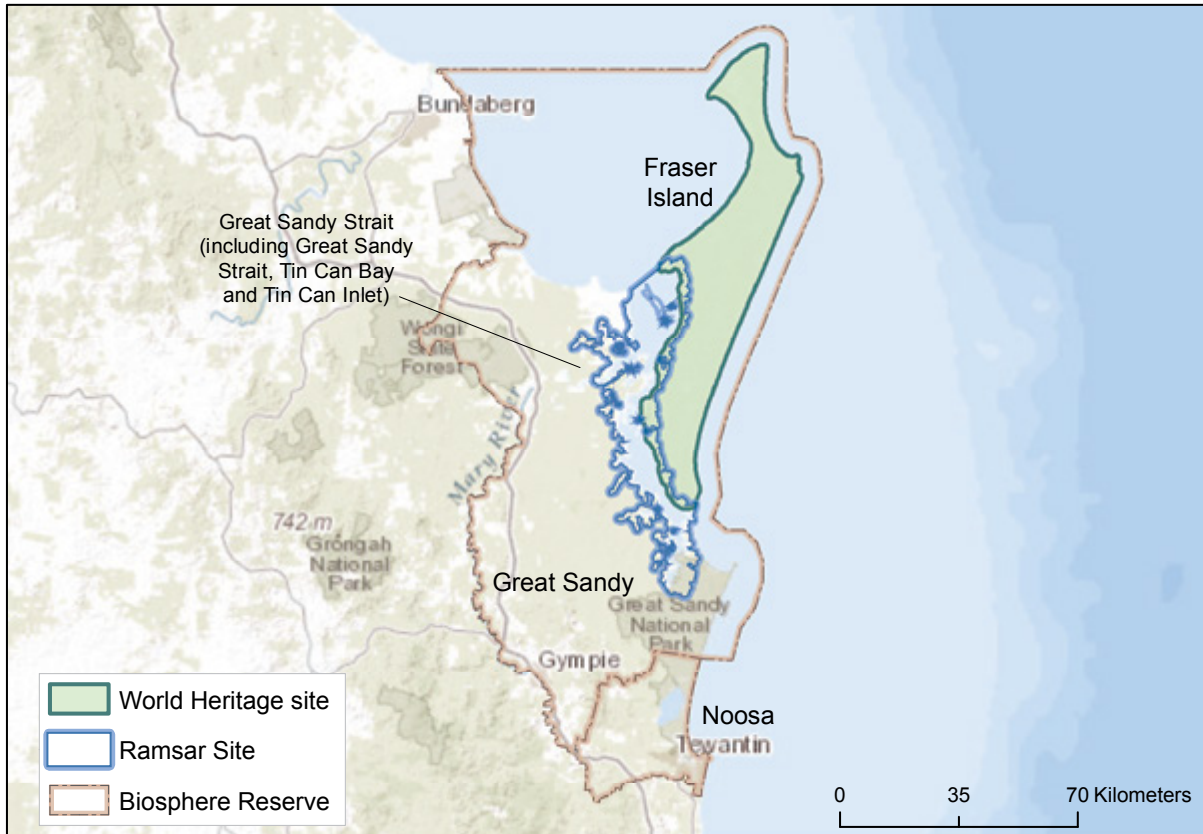 Bundaberg
Fraser
Island
Great Sandy Strait
(including Great Sandy
Strait, Tin Can Bay
and Tin Can Inlet)
Wongi
State
Forest
Mary River
742 m
Grongah
National
Park
Great Sandy
Great Sandy
National
Park
Gympie
Noosa
Tewantin
World Heritage site
Ramsar Site
Biosphere Reserve
0 35 70 Kilometers